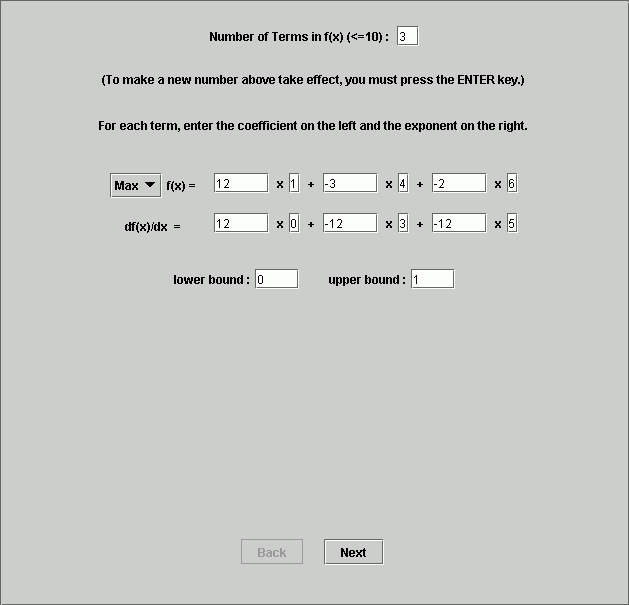 Number of Terms in f(x) (<=10) : 3
(To make a new number above take effect, you must press the ENTER key.)
For each term, enter the coefficient on the left and the exponent on the right.
Max f(x) = 12 x 1 + -3 x 4 + -2 x 6
df(x)/dx = 12 x 0 + -12 x 3 + -12 x 5
lower bound : 0 upper bound : 1
Back Next